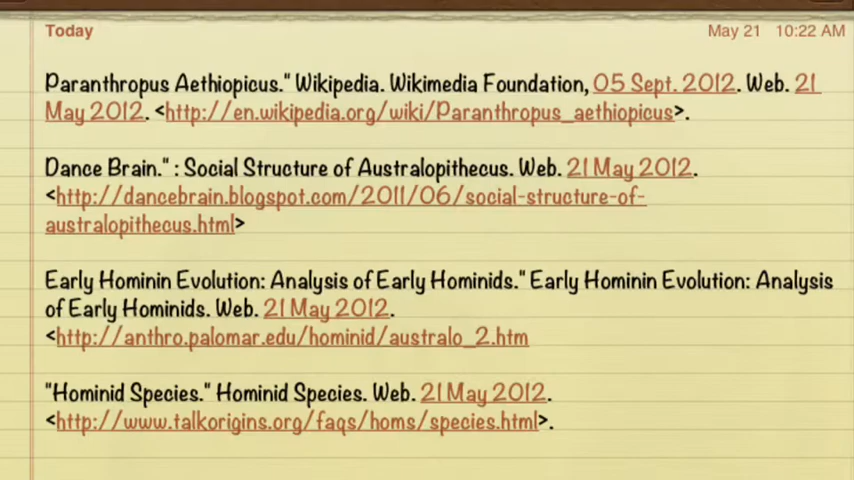 Today
May 21 10:22 AM
Paranthropus Aethiopicus." Wikipedia. Wikimedia Foundation, 05 Sept. 2012. Web. 21
May 2012. <http://en.wikipedia.org/wiki/Paranthropus_aethiopicus>.
Dance Brain." : Social Structure of Australopithecus. Web. 21 May 2012.
<http://dancebrain.blogspot.com/2011/06/social-structure-of-
australopithecus.html>
Early Hominin Evolution: Analysis of Early Hominids." Early Hominin Evolution: Analysis
of Early Hominids. Web. 21 May 2012.
<http://anthro.palomar.edu/hominid/australo_2.htm
"Hominid Species." Hominid Species. Web. 21 May 2012.
<http://www.talkorigins.org/faqs/homs/species.html>.